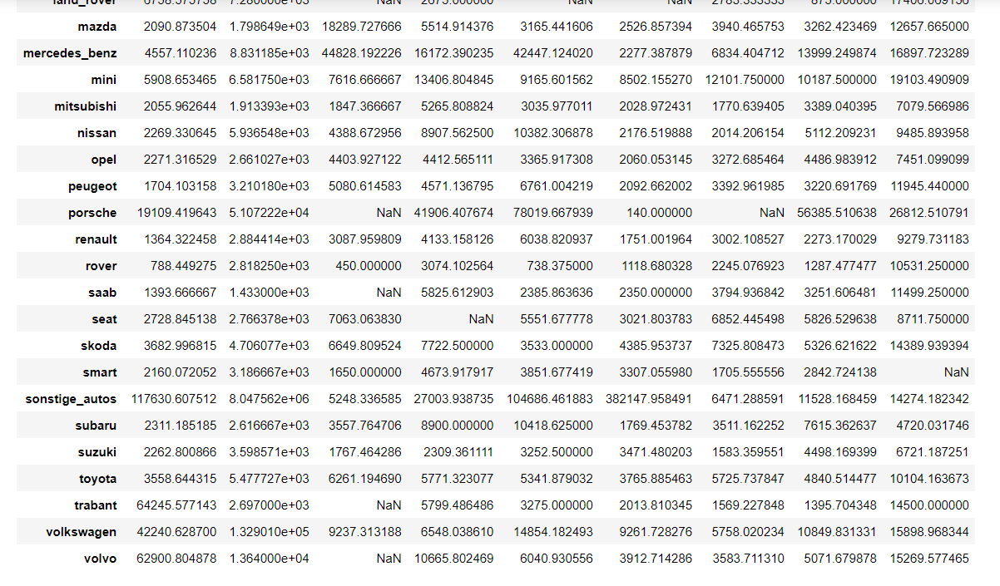 land_rover 6758.575758 7.280000e+03 NaN 2675.000000 NaN NaN 2783.333333 875.000000 17406.069156
mazda 2090.873504 1.798649e+03 18289.727666 5514.914376 3165.441606 2526.857394 3940.465753 3262.423469 12657.665000
mercedes_benz 4557.110236 8.831185e+03 44828.192226 16172.390235 42447.124020 2277.387879 6834.404712 13999.249874 16897.723289
mini 5908.653465 6.581750e+03 7616.666667 13406.804845 9165.601562 8502.155270 12101.750000 10187.500000 19103.490909
mitsubishi 2055.962644 1.913393e+03 1847.366667 5265.808824 3035.977011 2028.972431 1770.639405 3389.040395 7079.566986
nissan 2269.330645 5.936548e+03 4388.672956 8907.562500 10382.306878 2176.519888 2014.206154 5112.209231 9485.893958
opel 2271.316529 2.661027e+03 4403.927122 4412.565111 3365.917308 2060.053145 3272.685464 4486.983912 7451.099099
peugeot 1704.103158 3.210180e+03 5080.614583 4571.136795 6761.004219 2092.662002 3392.961985 3220.691769 11945.440000
porsche 19109.419643 5.107222e+04 NaN 41906.407674 78019.667939 140.000000 NaN 56385.510638 26812.510791
renault 1364.322458 2.884414e+03 3087.959809 4133.158126 6038.820937 1751.001964 3002.108527 2273.170029 9279.731183
rover 788.449275 2.818250e+03 450.000000 3074.102564 738.375000 1118.680328 2245.076923 1287.477477 10531.250000
saab 1393.666667 1.433000e+03 NaN 5825.612903 2385.863636 2350.000000 3794.936842 3251.606481 11499.250000
seat 2728.845138 2.766378e+03 7063.063830 NaN 5551.677778 3021.803783 6852.445498 5826.529638 8711.750000
skoda 3682.996815 4.706077e+03 6649.809524 7722.500000 3533.000000 4385.953737 7325.808473 5326.621622 14389.939394
smart 2160.072052 3.186667e+03 1650.000000 4673.917917 3851.677419 3307.055980 1705.555556 2842.724138 NaN
sonstige_autos 117630.607512 8.047562e+06 5248.336585 27003.938735 104686.461883 382147.958491 6471.288591 11528.168459 14274.182342
subaru 2311.185185 2.616667e+03 3557.764706 8900.000000 10418.625000 1769.453782 3511.162252 7615.362637 4720.031746
suzuki 2262.800866 3.598571e+03 1767.464286 2309.361111 3252.500000 3471.480203 1583.359551 4498.169399 6721.187251
toyota 3558.644315 5.477727e+03 6261.194690 5771.323077 5341.879032 3765.885463 5725.737847 4840.514477 10104.163673
trabant 64245.577143 2.697000e+03 NaN 5799.486486 3275.000000 2013.810345 1569.227848 1395.704348 14500.000000
volkswagen 42240.628700 1.329010e+05 9237.313188 6548.038610 14854.182493 9261.728276 5758.020234 10849.831331 15898.968344
volvo 62900.804878 1.364000e+04 NaN 10665.802469 6040.930556 3912.714286 3583.711310 5071.679878 15269.577465